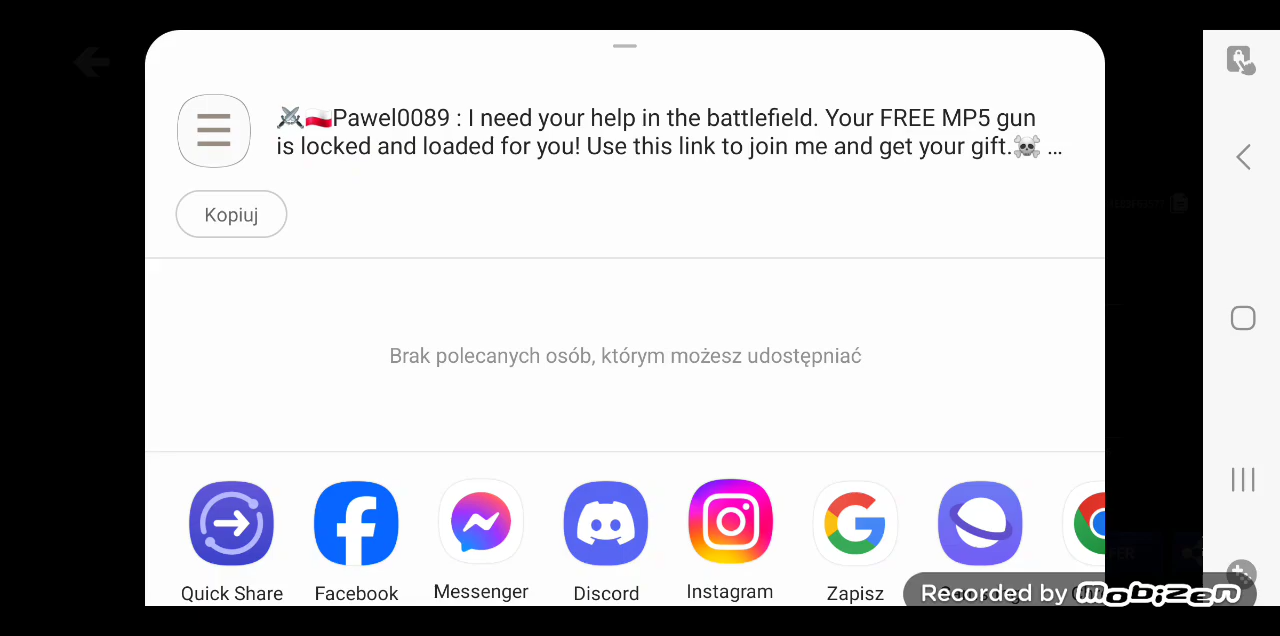 ⚔️🇵🇱Pawel0089 : I need your help in the battlefield. Your FREE MP5 gun
is locked and loaded for you! Use this link to join me and get your gift.☠️ ...
Kopiuj
Brak polecanych osób, którym możesz udostępniać
Quick Share
Facebook
Messenger
Discord
Instagram
Zapisz
Recorded by mobizen